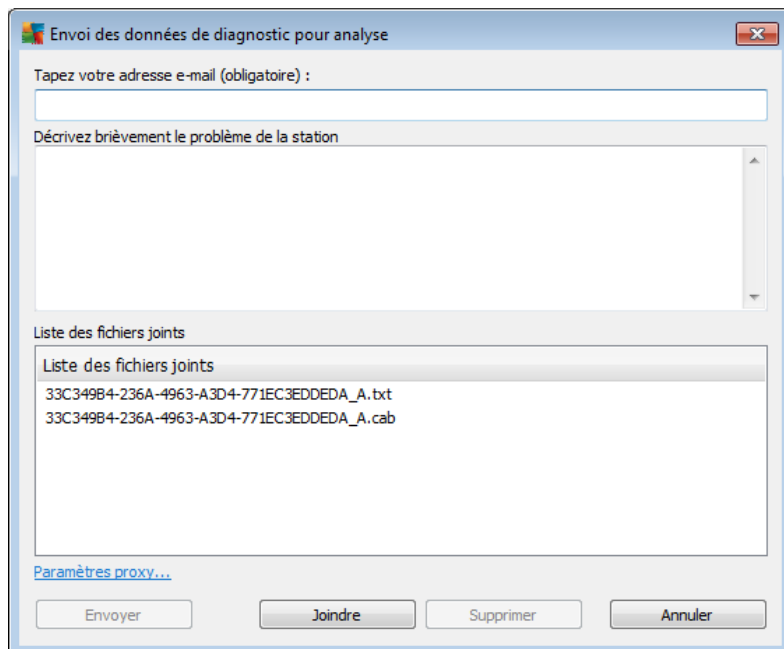 Envoi des données de diagnostic pour analyse
Tapez votre adresse e-mail (obligatoire) :
Décrivez brièvement le problème de la station
Liste des fichiers joints
Liste des fichiers joints
33C349B4-236A-4963-A3D4-771EC3EDDEDA_A.txt
33C349B4-236A-4963-A3D4-771EC3EDDEDA_A.cab
Paramètres proxy...
Envoyer Joindre Supprimer Annuler